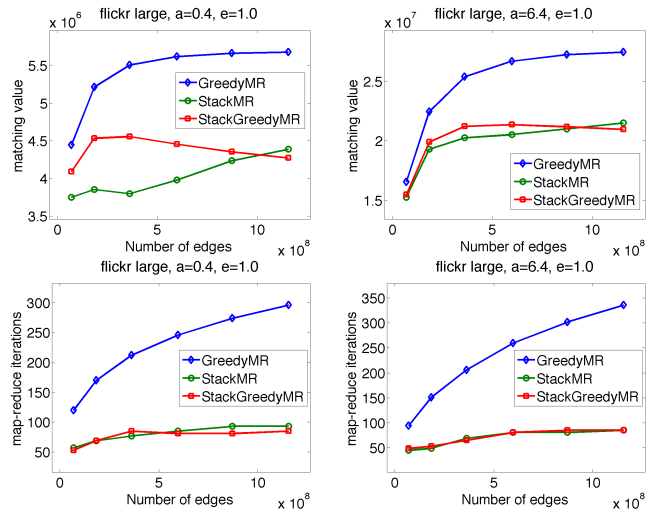 flickr large, a=0.4, e=1.0
x 10^6
matching value
5.5
5
4.5
4
3.5
GreedyMR
StackMR
StackGreedyMR
0
5
10
Number of edges
x 10^8
flickr large, a=6.4, e=1.0
x 10^7
matching value
2.5
2
1.5
GreedyMR
StackMR
StackGreedyMR
0
5
10
Number of edges
x 10^8
flickr large, a=0.4, e=1.0
map-reduce iterations
300
250
200
150
100
50
GreedyMR
StackMR
StackGreedyMR
0
5
10
Number of edges
x 10^8
flickr large, a=6.4, e=1.0
map-reduce iterations
350
300
250
200
150
100
50
GreedyMR
StackMR
StackGreedyMR
0
5
10
Number of edges
x 10^8